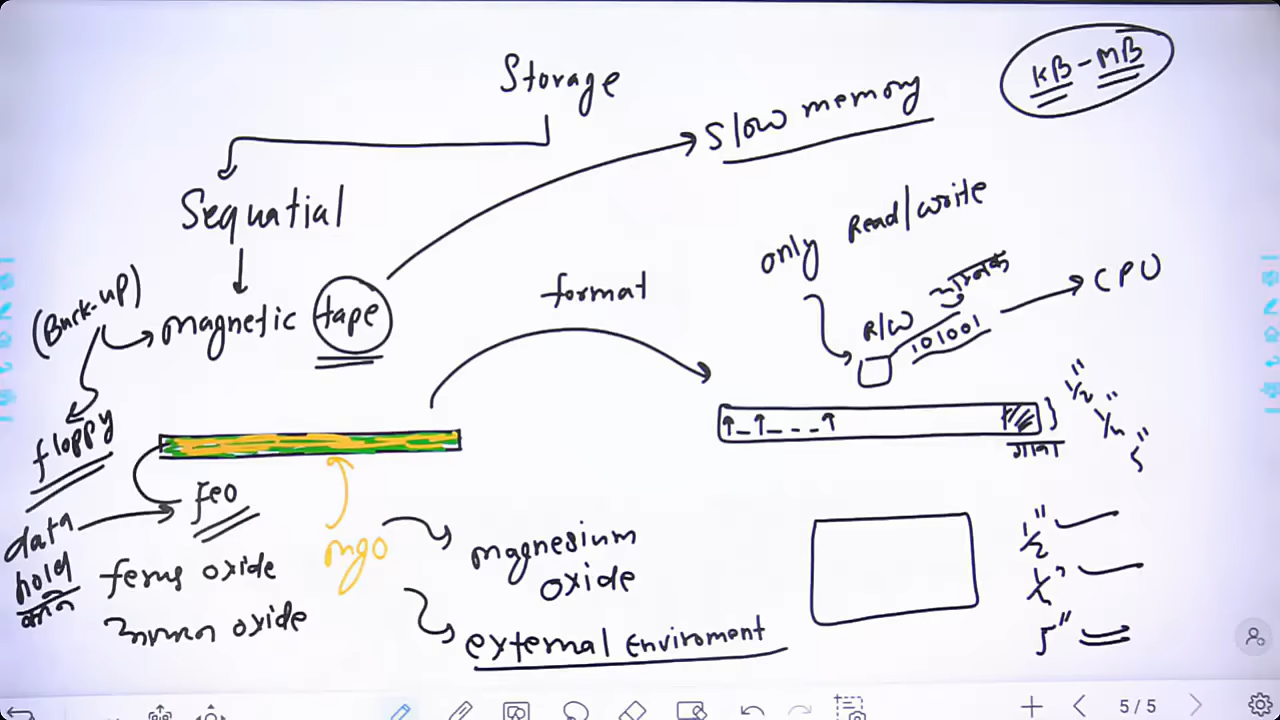 Storage
KB - MB
Slow memory
Sequatial
only Read/write
(Back-up)
magnetic tape
format
R/W
101001
CPU
floppy
1/2"
feo
data
hold
ferus oxide
oxide
mgo
magnesium
oxide
external Enviroment
1/2"
5"
5 / 5